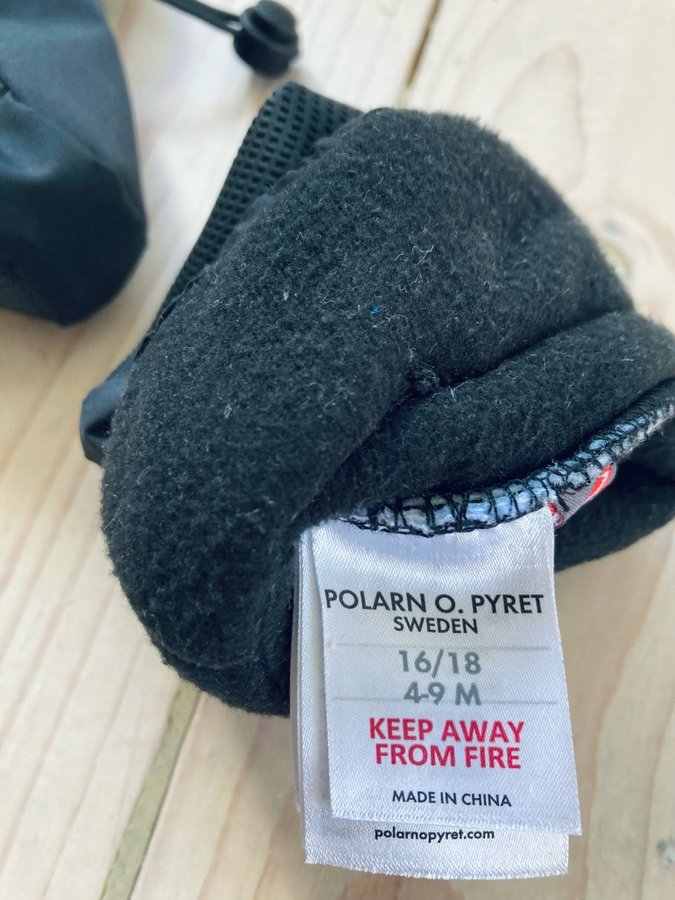 POLARN O. PYRET
SWEDEN
16/18
4-9 M
KEEP AWAY
FROM FIRE
MADE IN CHINA
polarnopyret.com